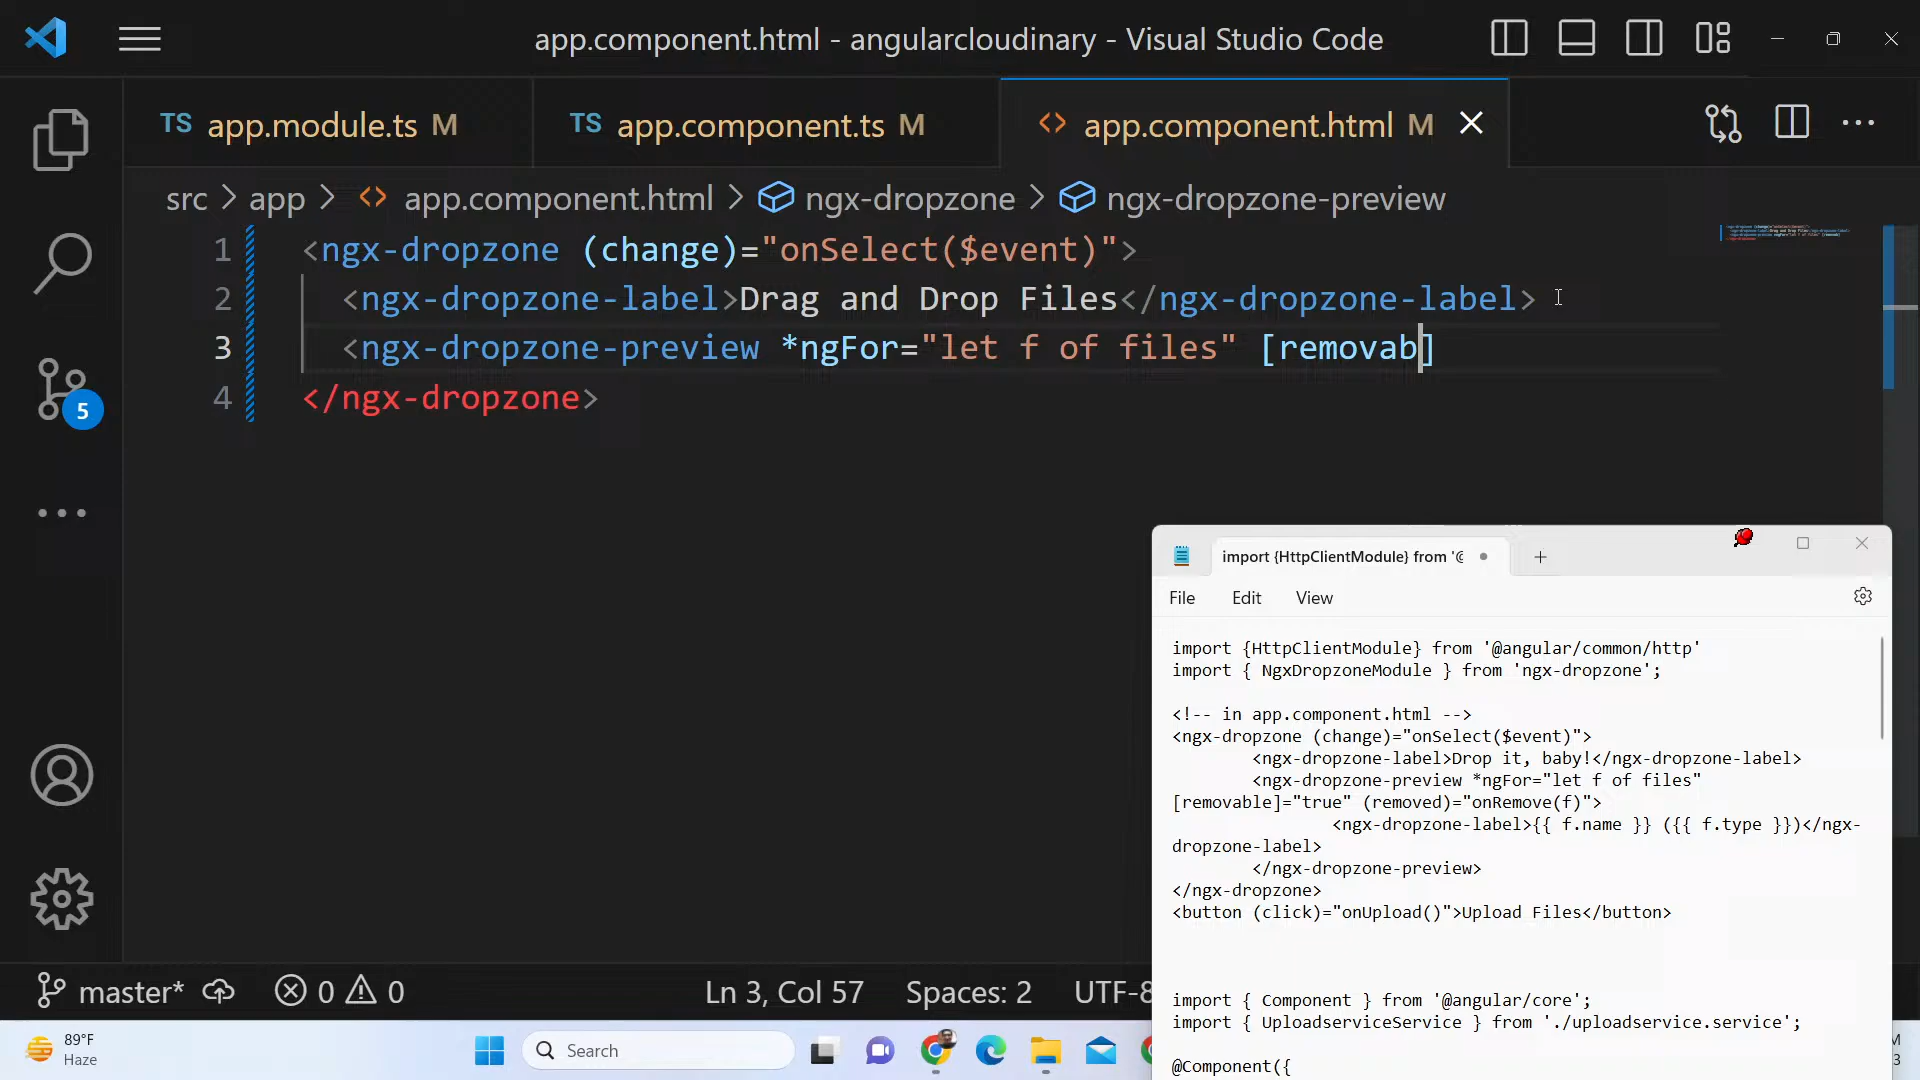 app.component.html - angularcloudinary - Visual Studio Code
TS app.module.ts M
TS app.component.ts M
<> app.component.html M
src > app > <> app.component.html > ngx-dropzone > ngx-dropzone-preview
1 <ngx-dropzone (change)="onSelect($event)">
2 <ngx-dropzone-label>Drag and Drop Files</ngx-dropzone-label>
3 <ngx-dropzone-preview *ngFor="let f of files" [removab]
4 </ngx-dropzone>
5
import {HttpClientModule} from '@
File Edit View
import {HttpClientModule} from '@angular/common/http'
import { NgxDropzoneModule } from 'ngx-dropzone';
<!-- in app.component.html -->
<ngx-dropzone (change)="onSelect($event)">
<ngx-dropzone-label>Drop it, baby!</ngx-dropzone-label>
<ngx-dropzone-preview *ngFor="let f of files"
[removable]="true" (removed)="onRemove(f)">
<ngx-dropzone-label>{{ f.name }} ({{ f.type }})</ngx-
dropzone-label>
</ngx-dropzone-preview>
</ngx-dropzone>
<button (click)="onUpload()">Upload Files</button>
import { Component } from '@angular/core';
import { UploadserviceService } from './uploadservice.service';
@Component({
master* 0 0 Ln 3, Col 57 Spaces: 2 UTF-8
89°F
Haze
Search
M
3